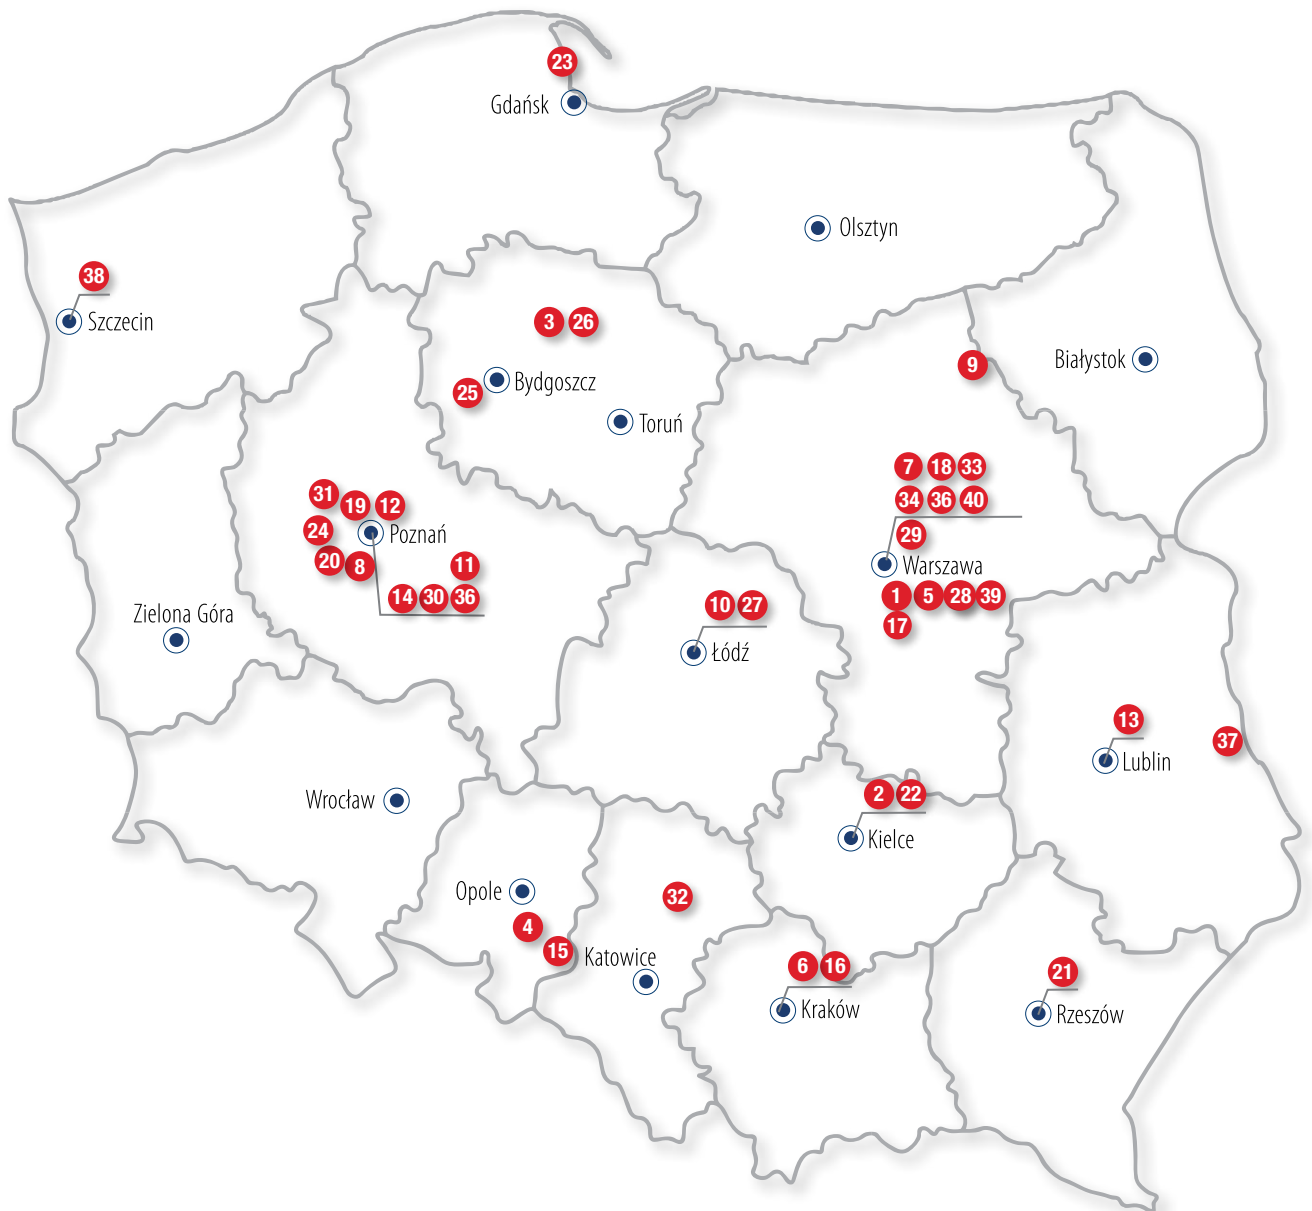 23
Gdańsk
Olsztyn
38
Szczecin
3 26
9
Białystok
25
Bydgoszcz
Toruń
7 18 33
34 36 40
29
Warszawa
1 5 28 39
17
31
19 12
24
Poznań
20 8
11
14 30 36
10 27
Łódź
Zielona Góra
13
37
Lublin
Wrocław
2 22
Kielce
Opole
32
4
15
Katowice
6 16
Kraków
21
Rzeszów